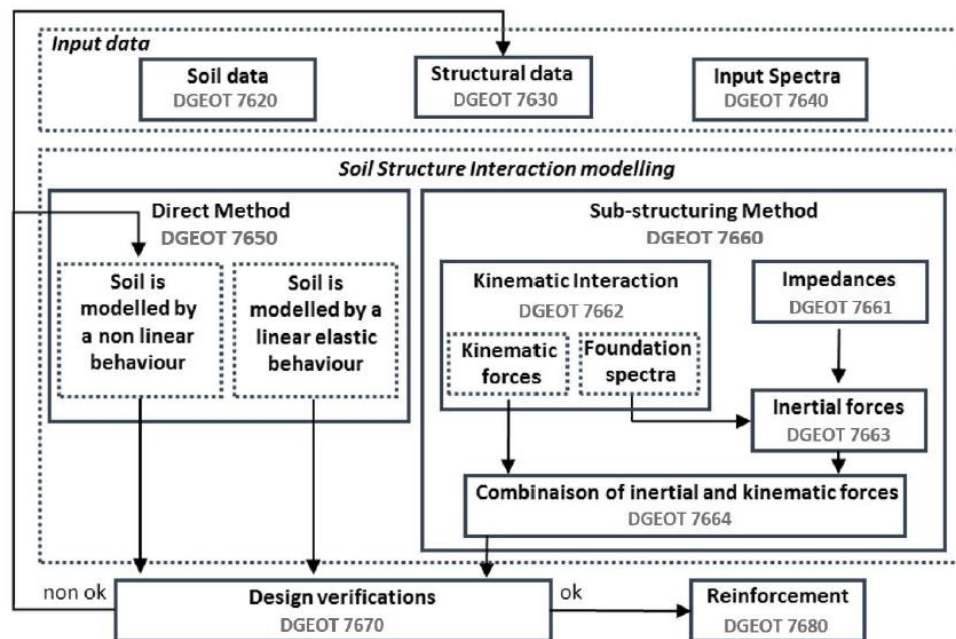 Input data
Soil data
DGEOT 7620
Structural data
DGEOT 7630
Input Spectra
DGEOT 7640
Soil Structure Interaction modelling
Direct Method
DGEOT 7650
Soil is
modelled by
a non linear
behaviour
Soil is
modelled by a
linear elastic
behaviour
Sub-structuring Method
DGEOT 7660
Kinematic Interaction
DGEOT 7662
Kinematic
forces
Foundation
spectra
Impedances
DGEOT 7661
Inertial forces
DGEOT 7663
Combinaison of inertial and kinematic forces
DGEOT 7664
non ok
Design verifications
DGEOT 7670
ok
Reinforcement
DGEOT 7680